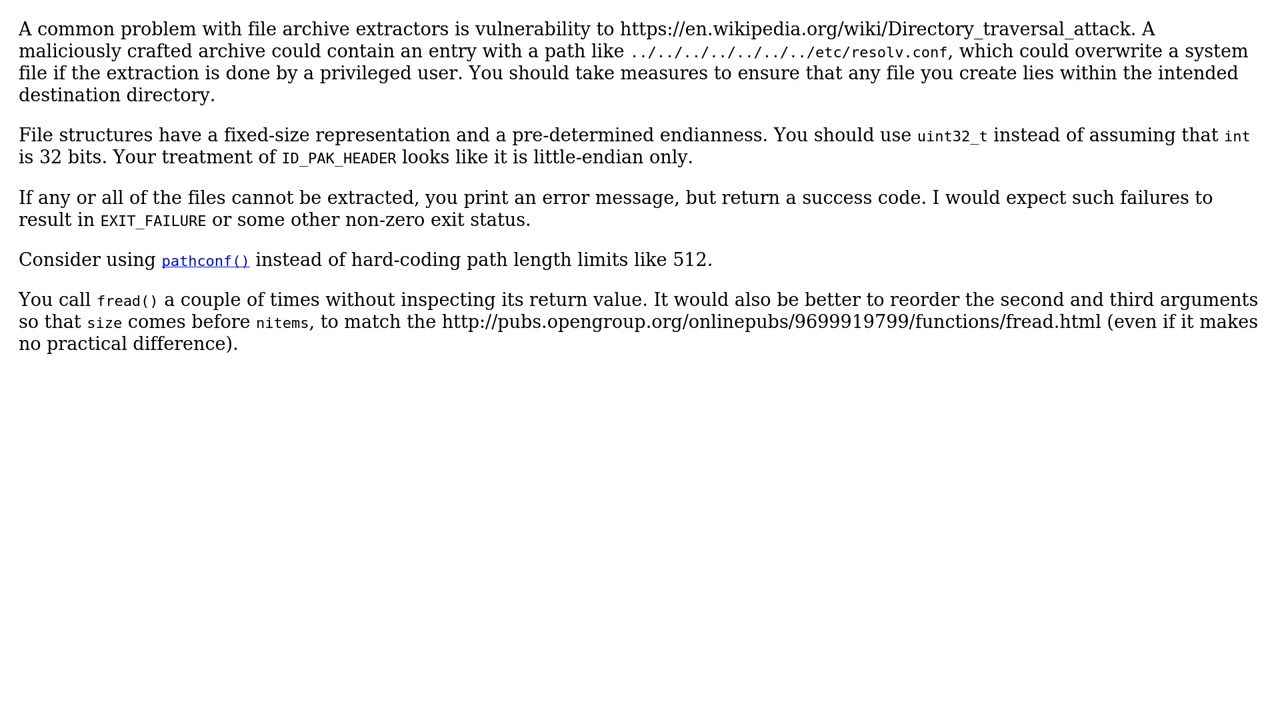 A common problem with file archive extractors is vulnerability to https://en.wikipedia.org/wiki/Directory_traversal_attack. A
maliciously crafted archive could contain an entry with a path like ../../../../../../../etc/resolv.conf, which could overwrite a system
file if the extraction is done by a privileged user. You should take measures to ensure that any file you create lies within the intended
destination directory.
File structures have a fixed-size representation and a pre-determined endianness. You should use uint32_t instead of assuming that int
is 32 bits. Your treatment of ID_PAK_HEADER looks like it is little-endian only.
If any or all of the files cannot be extracted, you print an error message, but return a success code. I would expect such failures to
result in EXIT_FAILURE or some other non-zero exit status.
Consider using pathconf() instead of hard-coding path length limits like 512.
You call fread() a couple of times without inspecting its return value. It would also be better to reorder the second and third arguments
so that size comes before nitems, to match the http://pubs.opengroup.org/onlinepubs/9699919799/functions/fread.html (even if it makes
no practical difference).